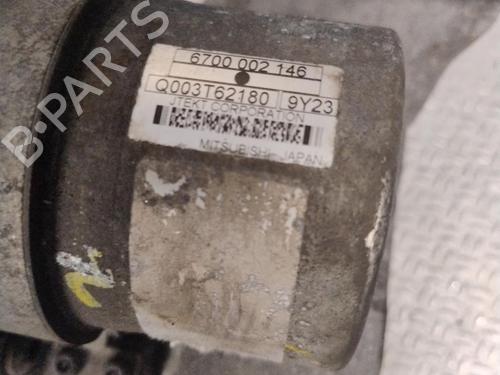 6700 002 146
Q003T62180 9Y23
JTEKT CORPORATION
MITSUBISHI JAPAN
B-PARTS